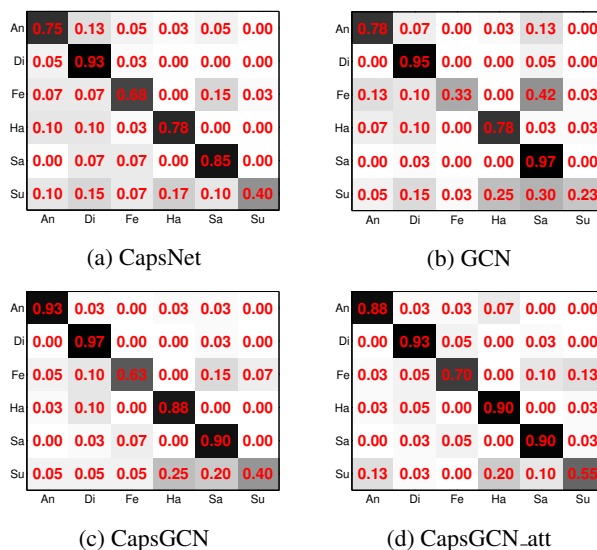 An 0.75 0.13 0.05 0.03 0.05 0.00
Di 0.05 0.93 0.03 0.00 0.00 0.00
Fe 0.07 0.07 0.68 0.00 0.15 0.03
Ha 0.10 0.10 0.03 0.78 0.00 0.00
Sa 0.00 0.07 0.07 0.00 0.85 0.00
Su 0.10 0.15 0.07 0.17 0.10 0.40
An Di Fe Ha Sa Su
(a) CapsNet
An 0.78 0.07 0.00 0.03 0.13 0.00
Di 0.00 0.95 0.00 0.00 0.05 0.00
Fe 0.13 0.10 0.33 0.00 0.42 0.03
Ha 0.07 0.10 0.00 0.78 0.03 0.03
Sa 0.00 0.03 0.00 0.00 0.97 0.00
Su 0.05 0.15 0.03 0.25 0.30 0.23
An Di Fe Ha Sa Su
(b) GCN
An 0.93 0.03 0.00 0.03 0.03 0.00
Di 0.00 0.97 0.00 0.00 0.03 0.00
Fe 0.05 0.10 0.63 0.00 0.15 0.07
Ha 0.03 0.10 0.00 0.88 0.00 0.00
Sa 0.00 0.03 0.07 0.00 0.90 0.00
Su 0.05 0.05 0.05 0.25 0.20 0.40
An Di Fe Ha Sa Su
(c) CapsGCN
An 0.88 0.03 0.03 0.07 0.00 0.00
Di 0.00 0.93 0.05 0.00 0.03 0.00
Fe 0.03 0.05 0.70 0.00 0.10 0.13
Ha 0.03 0.05 0.00 0.90 0.00 0.03
Sa 0.00 0.03 0.05 0.00 0.90 0.03
Su 0.13 0.03 0.00 0.20 0.10 0.55
An Di Fe Ha Sa Su
(d) CapsGCN_att